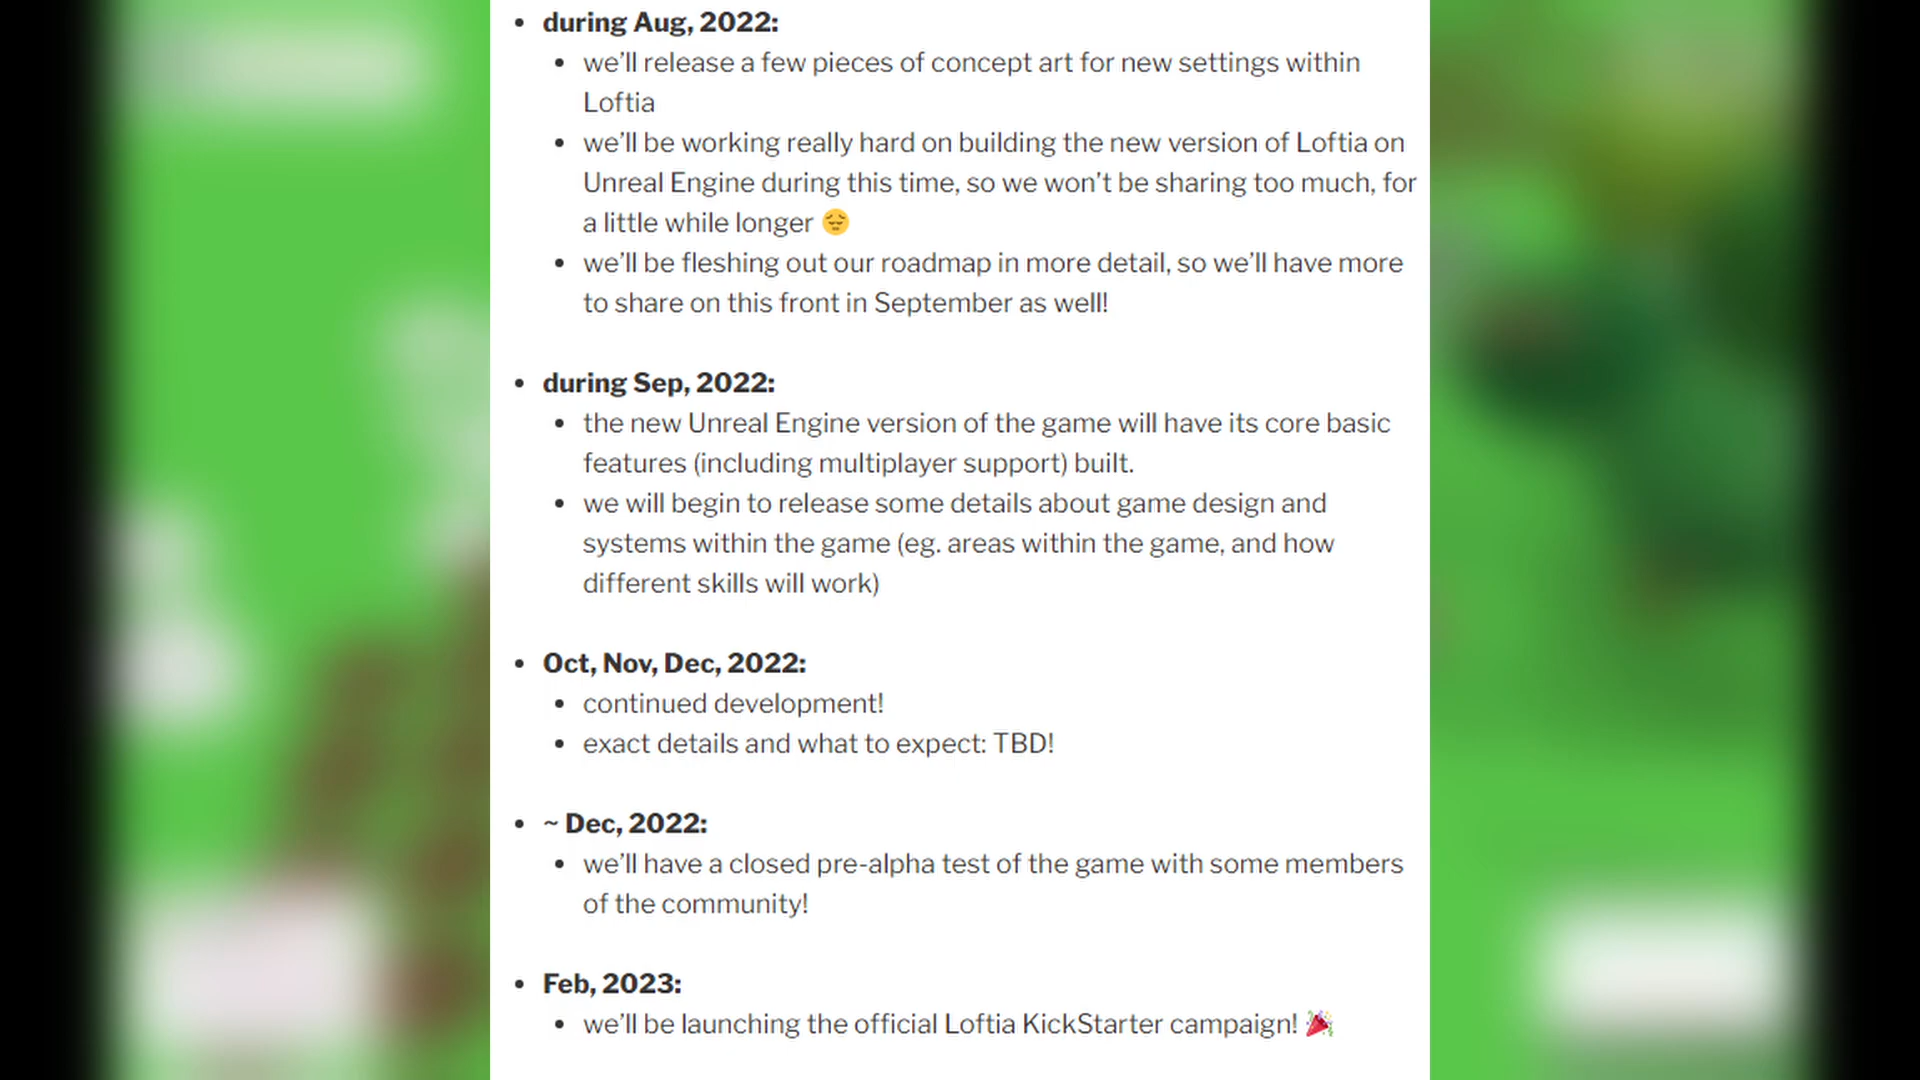 during Aug, 2022:
we’ll release a few pieces of concept art for new settings within
Loftia
we’ll be working really hard on building the new version of Loftia on
Unreal Engine during this time, so we won’t be sharing too much, for
a little while longer 😔
we’ll be fleshing out our roadmap in more detail, so we’ll have more
to share on this front in September as well!
during Sep, 2022:
the new Unreal Engine version of the game will have its core basic
features (including multiplayer support) built.
we will begin to release some details about game design and
systems within the game (eg. areas within the game, and how
different skills will work)
Oct, Nov, Dec, 2022:
continued development!
exact details and what to expect: TBD!
~ Dec, 2022:
we’ll have a closed pre-alpha test of the game with some members
of the community!
Feb, 2023:
we’ll be launching the official Loftia KickStarter campaign! 🎉